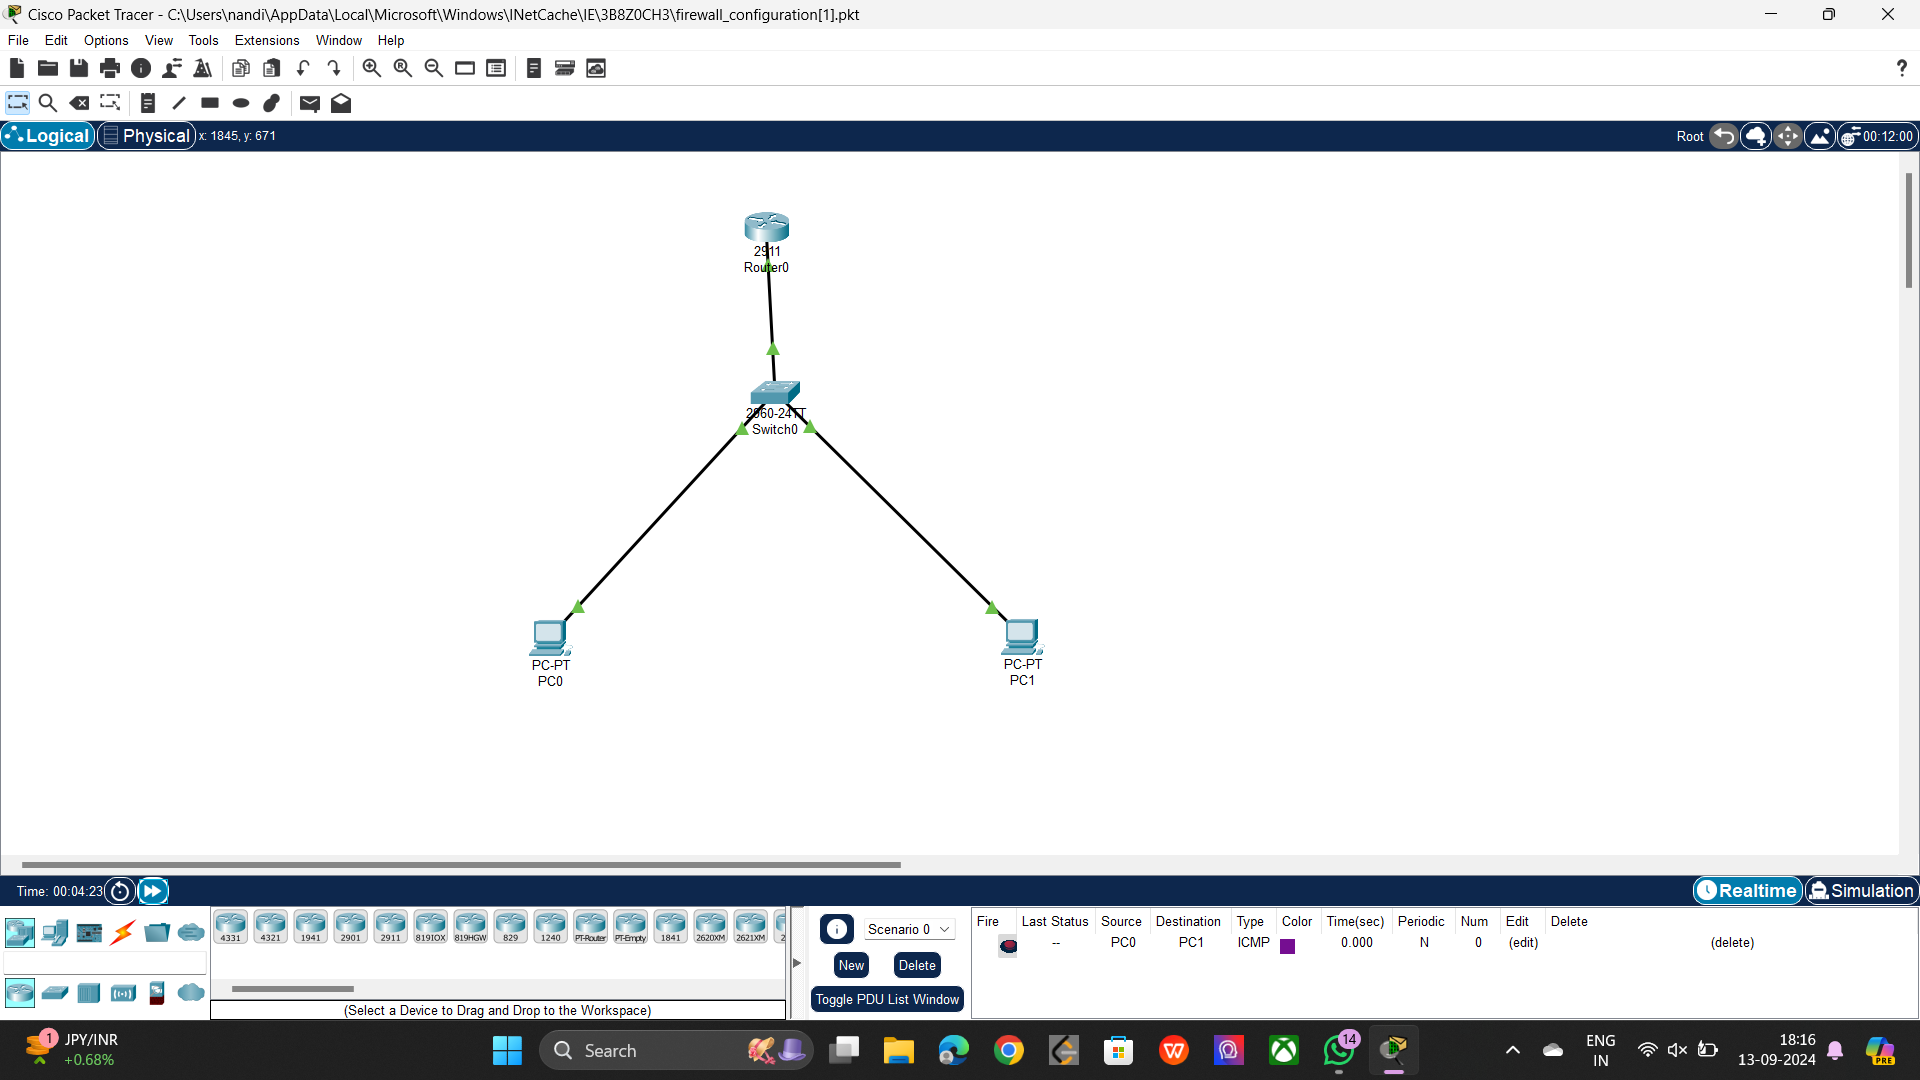 Cisco Packet Tracer - C:\Users\nandi\AppData\Local\Microsoft\Windows\INetCache\IE\3B8Z0CH3\firewall_configuration[1].pkt
File Edit Options View Tools Extensions Window Help
?
Logical Physical x: 1845, y: 671 Root 00:12:00
2911
Router0
2960-24TT
Switch0
PC-PT
PC0
PC-PT
PC1
Time: 00:04:23 Realtime Simulation
4331 4321 1941 2901 2911 819IOX 819HGW 829 1240 PT-Router PT-Empty 1841 2620XM 2621XM 2
(Select a Device to Drag and Drop to the Workspace)
Scenario 0
New Delete
Toggle PDU List Window
Fire Last Status Source Destination Type Color Time(sec) Periodic Num Edit Delete
-- PC0 PC1 ICMP 0.000 N 0 (edit) (delete)
1 JPY/INR
+0.68%
Search
14
ENG
IN
18:16
13-09-2024
PRE